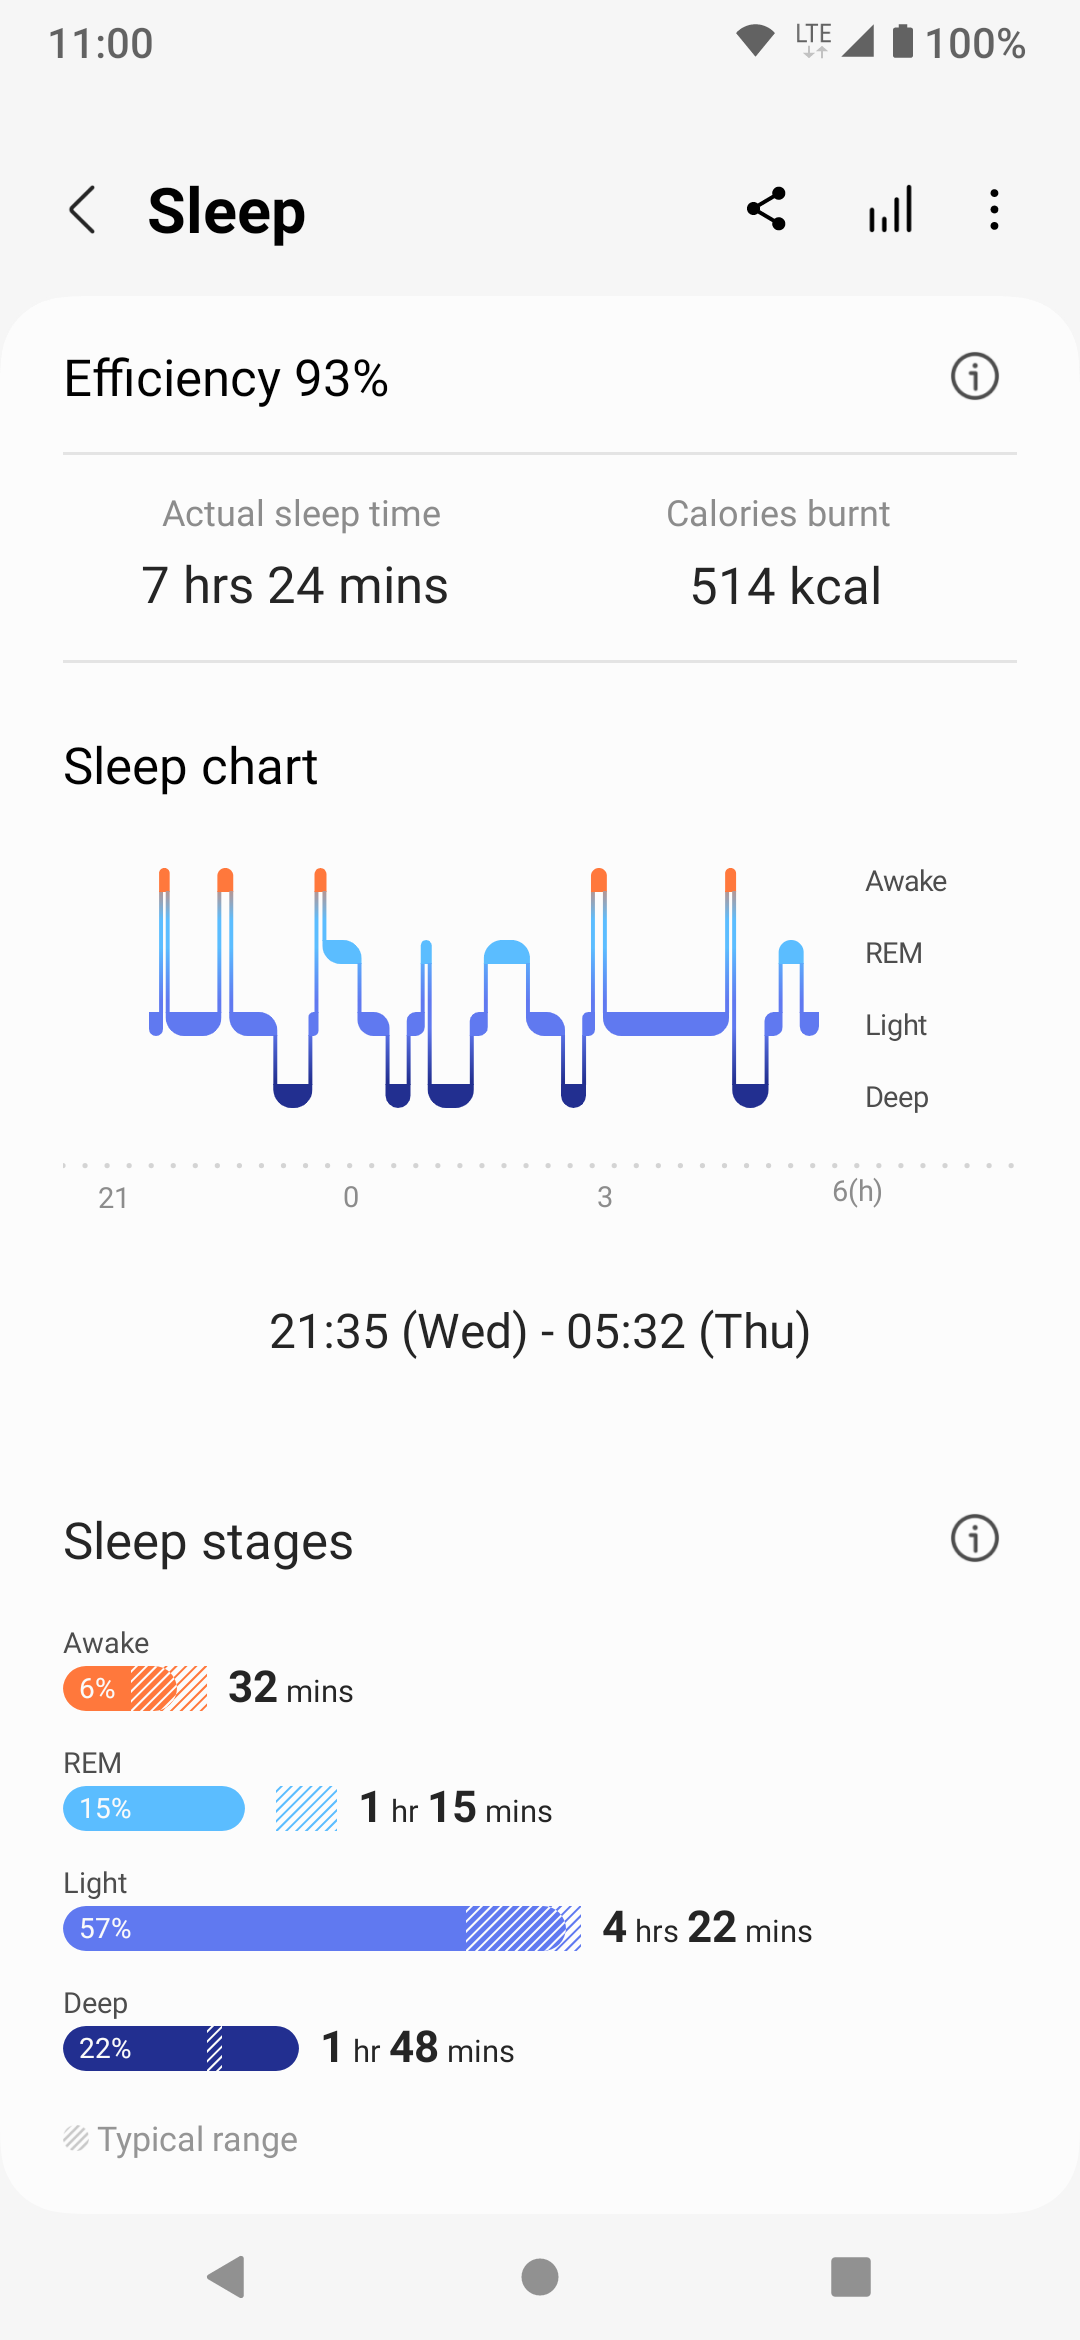 11:00 LTE 100%
Sleep
Efficiency 93%
Actual sleep time Calories burnt
7 hrs 24 mins 514 kcal
Sleep chart
Awake
REM
Light
Deep
21 0 3 6(h)
21:35 (Wed) - 05:32 (Thu)
Sleep stages
Awake
6% 32 mins
REM
15% 1 hr 15 mins
Light
57% 4 hrs 22 mins
Deep
22% 1 hr 48 mins
Typical range